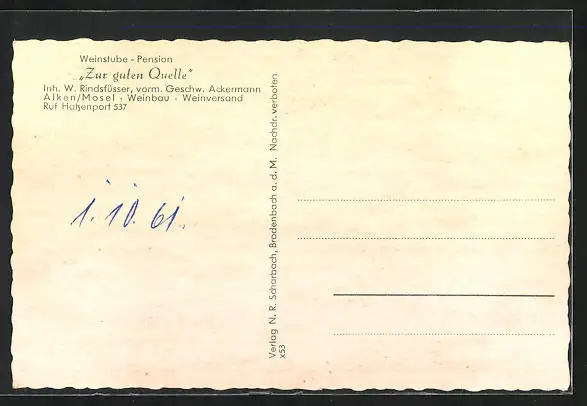 Weinstube - Pension
„Zur guten Quelle"
Inh. W. Rindsfüsser, vorm. Geschw. Ackermann
Alken/Mosel · Weinbau · Weinversand
Ruf Hatzenport 537
1. 10. 61.
Verlag N. R. Scharbach, Brodenbach a. d. M. Nachdr. verboten
x53